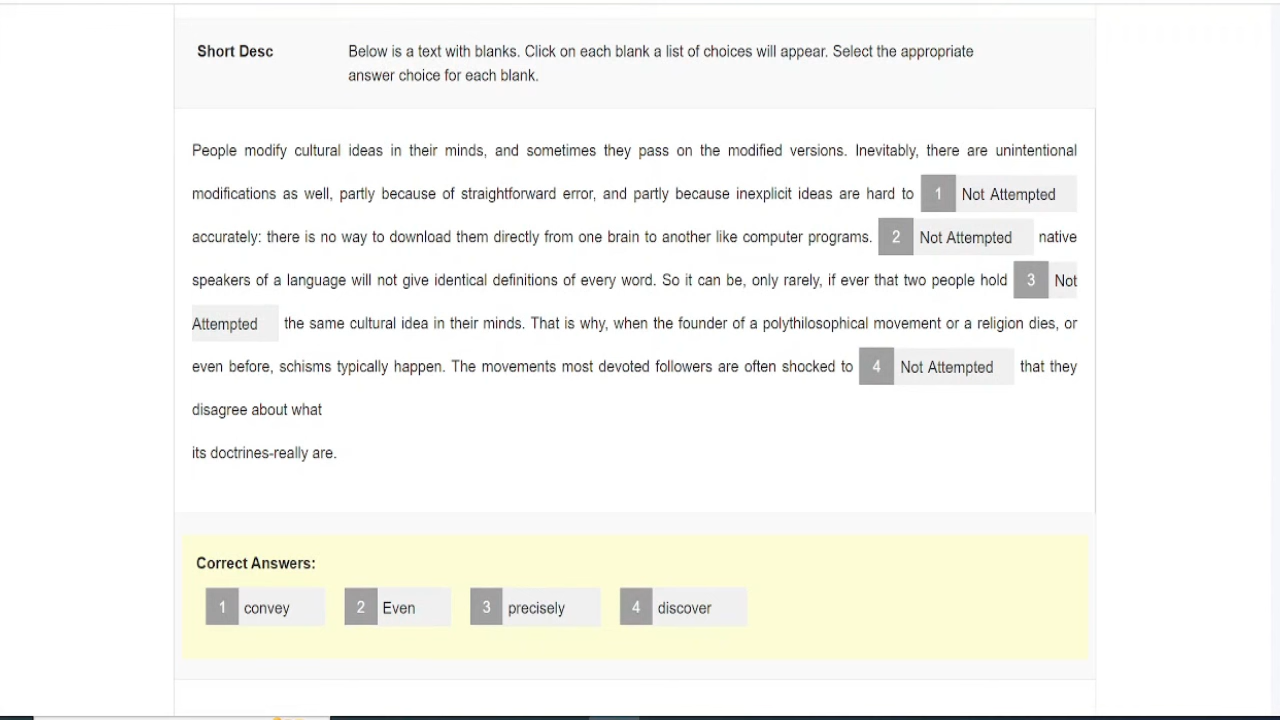 Short Desc Below is a text with blanks. Click on each blank a list of choices will appear. Select the appropriate
answer choice for each blank.
People modify cultural ideas in their minds, and sometimes they pass on the modified versions. Inevitably, there are unintentional
modifications as well, partly because of straightforward error, and partly because inexplicit ideas are hard to 1 Not Attempted
accurately: there is no way to download them directly from one brain to another like computer programs. 2 Not Attempted native
speakers of a language will not give identical definitions of every word. So it can be, only rarely, if ever that two people hold 3 Not
Attempted the same cultural idea in their minds. That is why, when the founder of a polythilosophical movement or a religion dies, or
even before, schisms typically happen. The movements most devoted followers are often shocked to 4 Not Attempted that they
disagree about what
its doctrines-really are.
Correct Answers:
1 convey 2 Even 3 precisely 4 discover